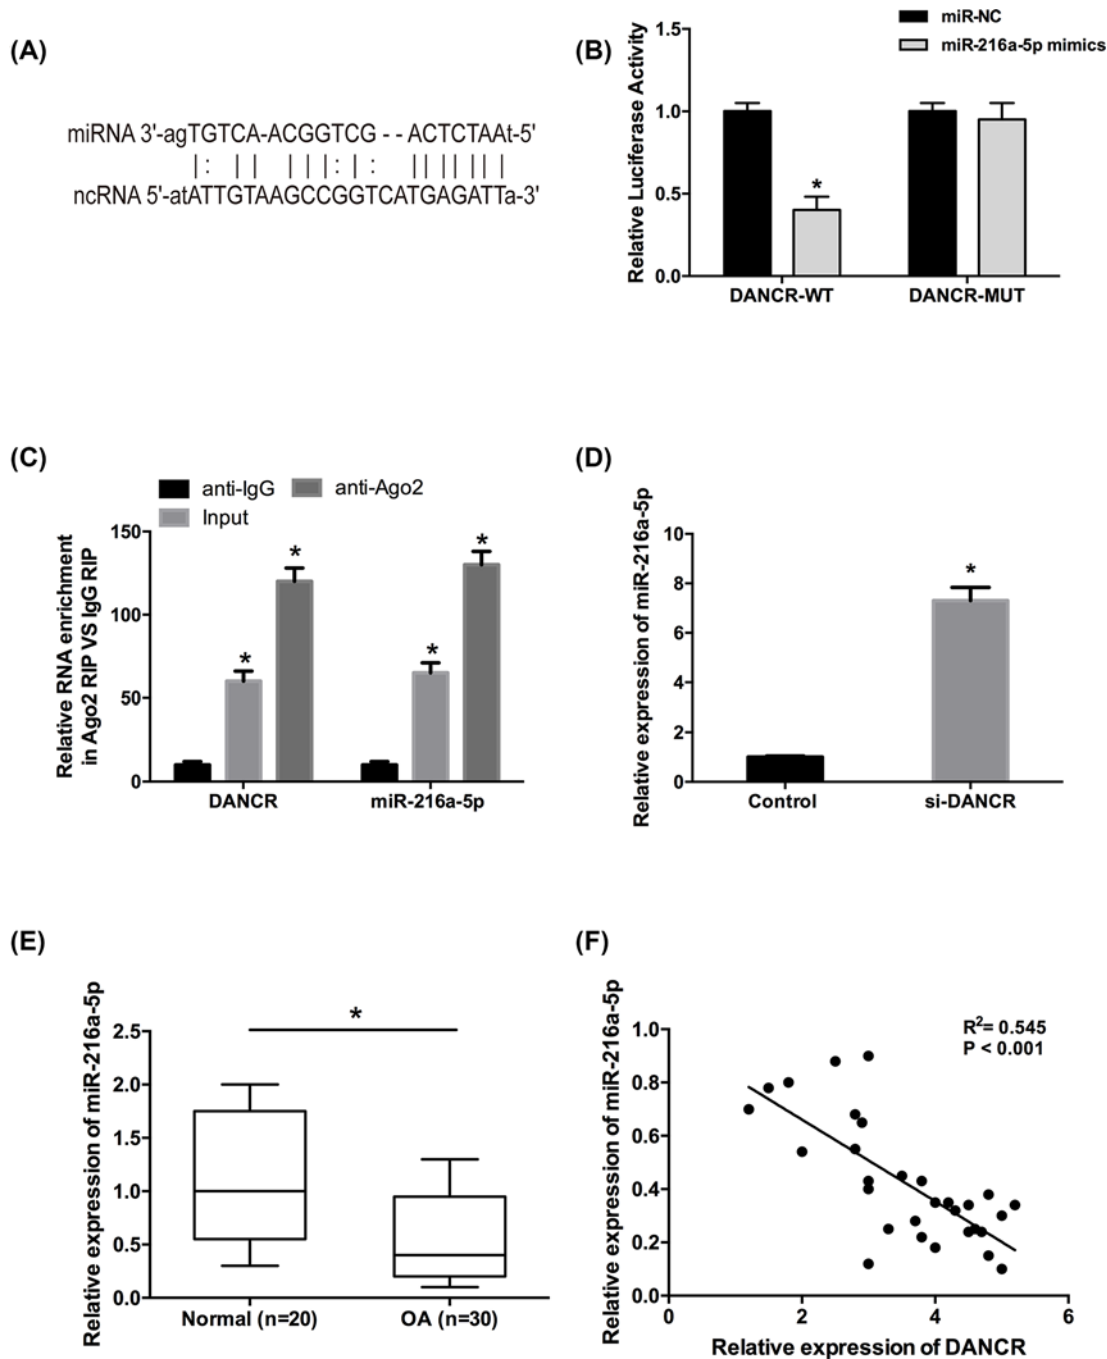 (A)
miRNA 3'-agTGTCA-ACGGTCG - - ACTCTAAt-5'
|: || |||:|: |||||||
ncRNA 5'-atATTGTAAGCCGGTCATGAGATTa-3'
(B)
miR-NC
miR-216a-5p mimics
Relative Luciferase Activity
1.5
1.0
0.5
0.0
*
DANCR-WT
DANCR-MUT
(C)
anti-IgG
anti-Ago2
Input
Relative RNA enrichment
in Ago2 RIP VS IgG RIP
150
100
50
0
*
*
*
*
DANCR
miR-216a-5p
(D)
Relative expression of miR-216a-5p
10
8
6
4
2
0
*
Control
si-DANCR
(E)
Relative expression of miR-216a-5p
2.5
2.0
1.5
1.0
0.5
0.0
*
Normal (n=20)
OA (n=30)
(F)
Relative expression of miR-216a-5p
1.0
0.8
0.6
0.4
0.2
0.0
R²= 0.545
P < 0.001
0
2
4
6
Relative expression of DANCR